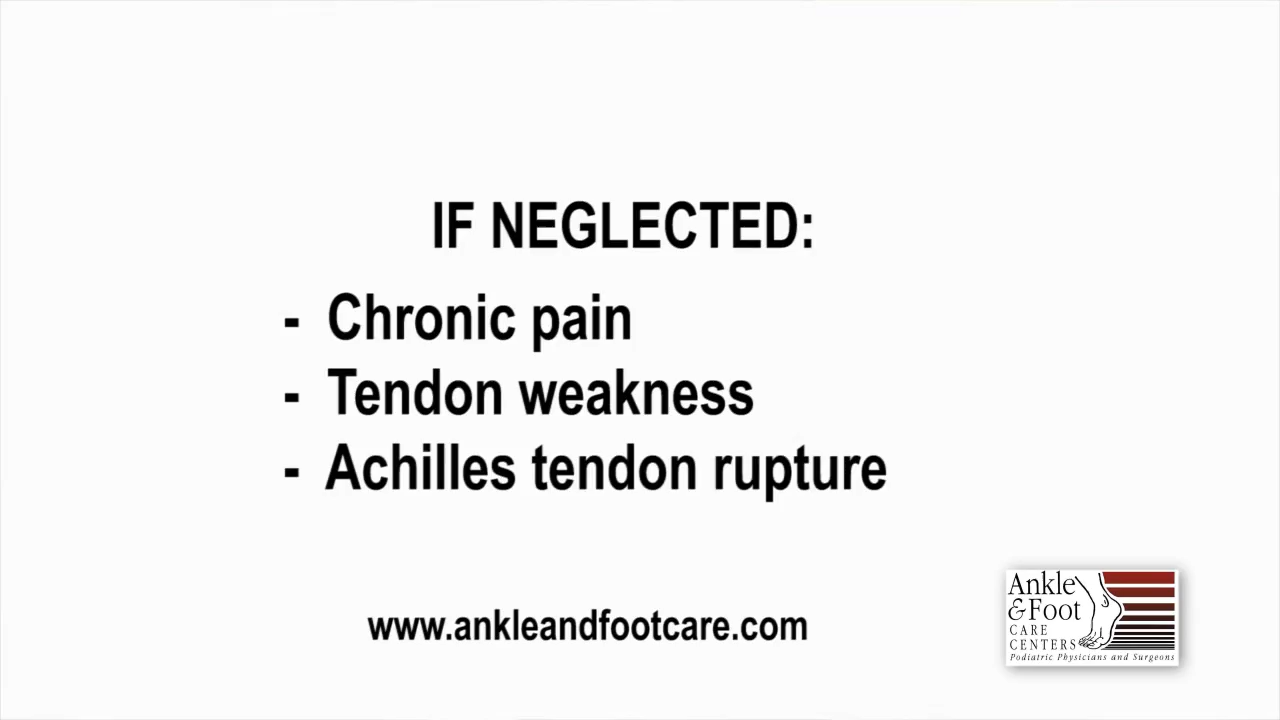 IF NEGLECTED:
- Chronic pain
- Tendon weakness
- Achilles tendon rupture
www.ankleandfootcare.com
Ankle
&Foot
CARE
CENTERS
Podiatric Physicians and Surgeons